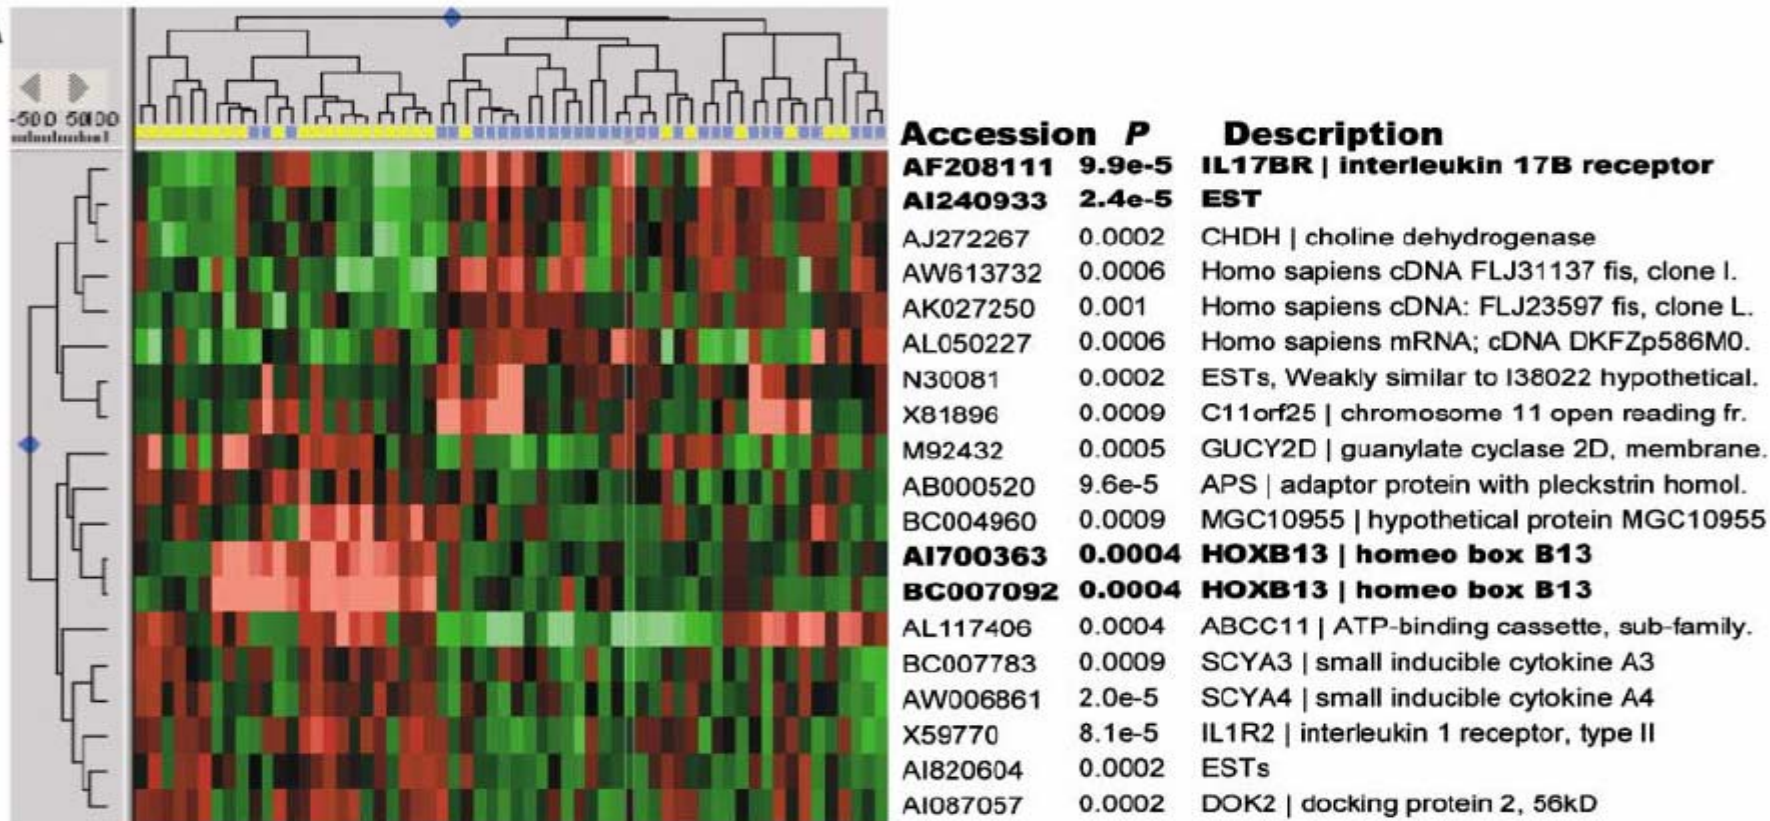 A
-500 50100
Accession P Description
AF208111 9.9e-5 IL17BR | interleukin 17B receptor
AI240933 2.4e-5 EST
AJ272267 0.0002 CHDH | choline dehydrogenase
AW613732 0.0006 Homo sapiens cDNA FLJ31137 fis, clone I.
AK027250 0.001 Homo sapiens cDNA: FLJ23597 fis, clone L.
AL050227 0.0006 Homo sapiens mRNA; cDNA DKFZp586M0.
N30081 0.0002 ESTs, Weakly similar to I38022 hypothetical.
X81896 0.0009 C11orf25 | chromosome 11 open reading fr.
M92432 0.0005 GUCY2D | guanylate cyclase 2D, membrane.
AB000520 9.6e-5 APS | adaptor protein with pleckstrin homol.
BC004960 0.0009 MGC10955 | hypothetical protein MGC10955
AI700363 0.0004 HOXB13 | homeo box B13
BC007092 0.0004 HOXB13 | homeo box B13
AL117406 0.0004 ABCC11 | ATP-binding cassette, sub-family.
BC007783 0.0009 SCYA3 | small inducible cytokine A3
AW006861 2.0e-5 SCYA4 | small inducible cytokine A4
X59770 8.1e-5 IL1R2 | interleukin 1 receptor, type II
AI820604 0.0002 ESTs
AI087057 0.0002 DOK2 | docking protein 2, 56kD